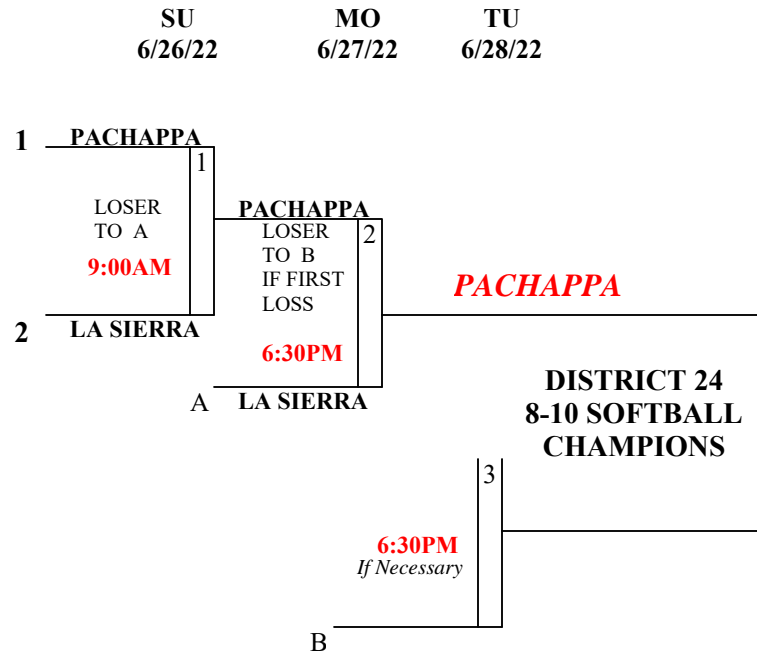 SU
6/26/22
MO
6/27/22
TU
6/28/22
1
PACHAPPA
1
LOSER
TO A
9:00AM
2
LA SIERRA
PACHAPPA
2
LOSER
TO B
IF FIRST
LOSS
6:30PM
A
LA SIERRA
PACHAPPA
DISTRICT 24
8-10 SOFTBALL
CHAMPIONS
3
6:30PM
If Necessary
B